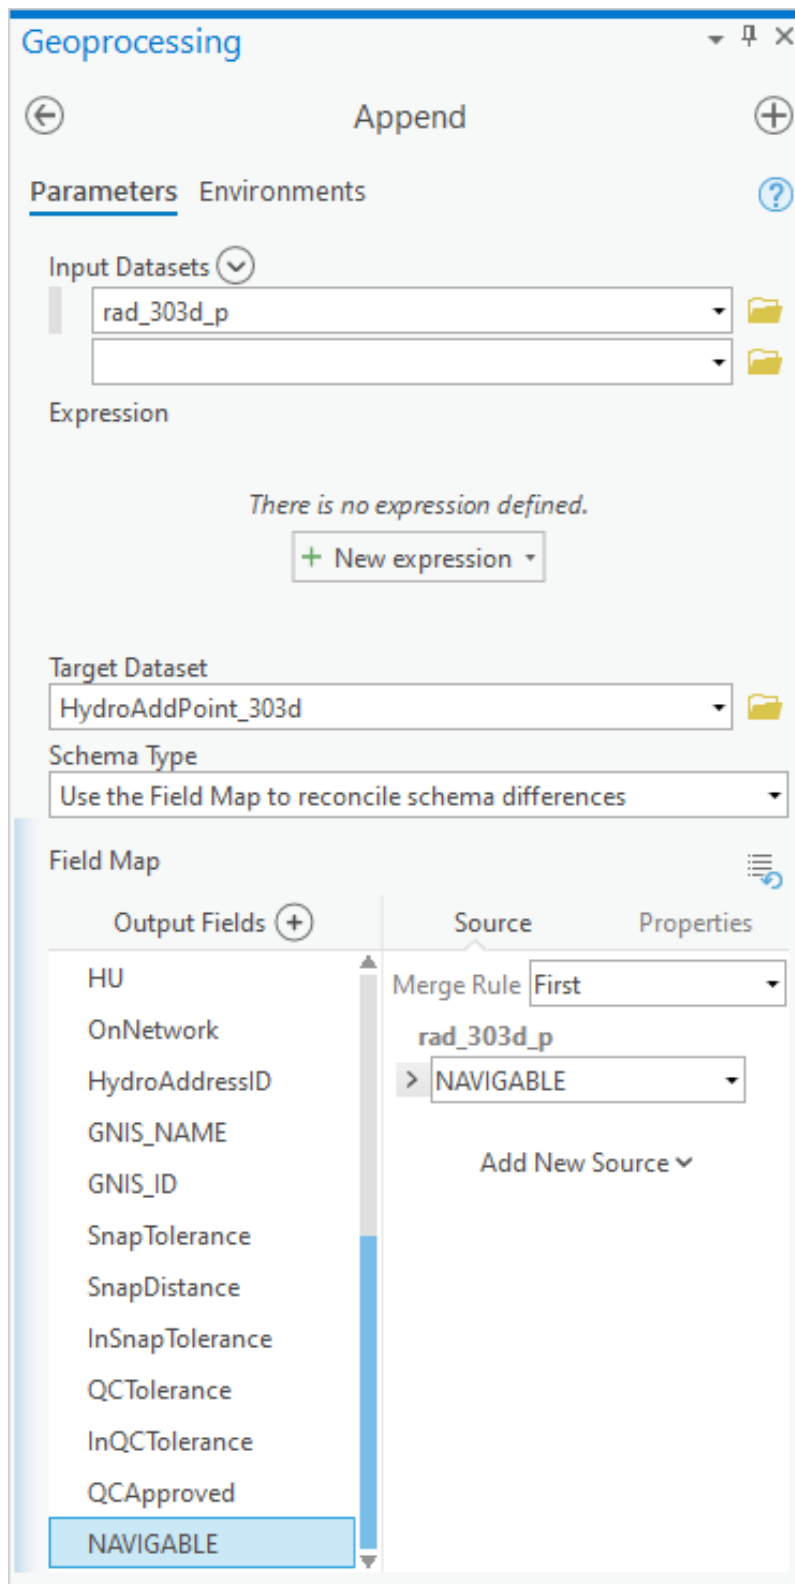 Geoprocessing
Append
Parameters Environments
?
Input Datasets
rad_303d_p
Expression
There is no expression defined.
+ New expression
Target Dataset
HydroAddPoint_303d
Schema Type
Use the Field Map to reconcile schema differences
Field Map
Output Fields
Source Properties
HU
OnNetwork
HydroAddressID
GNIS_NAME
GNIS_ID
SnapTolerance
SnapDistance
InSnapTolerance
QCTolerance
InQCTolerance
QCApproved
NAVIGABLE
Merge Rule First
rad_303d_p
NAVIGABLE
Add New Source